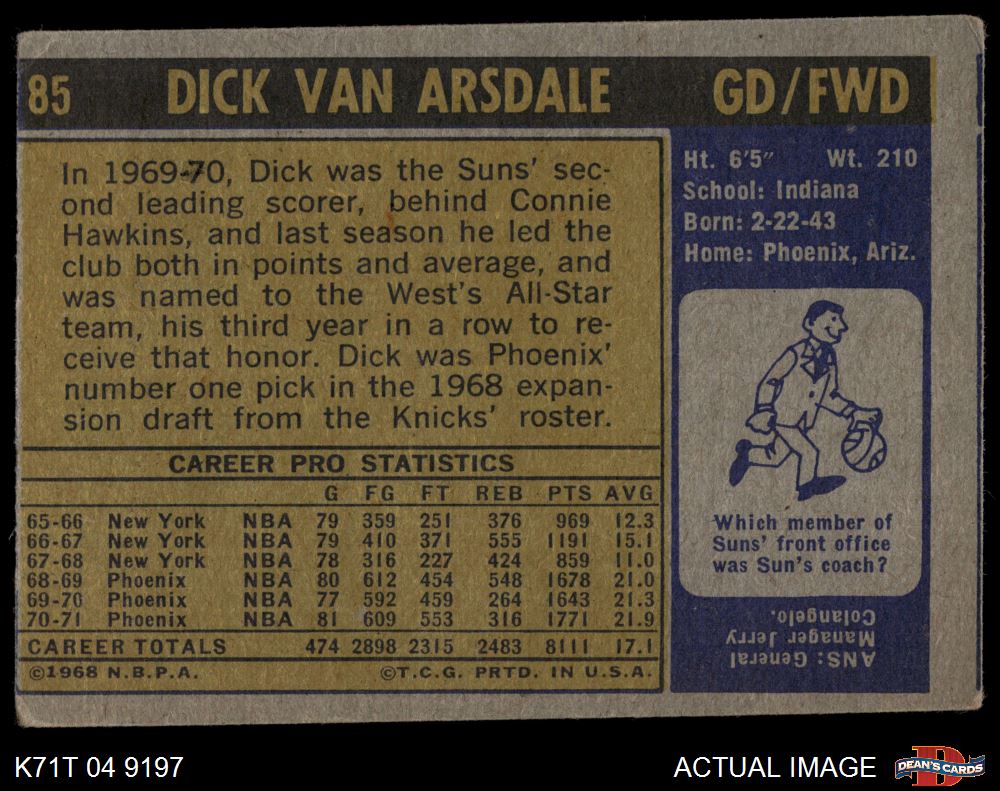 85 DICK VAN ARSDALE GD/FWD
In 1969-70, Dick was the Suns' sec-
ond leading scorer, behind Connie
Hawkins, and last season he led the
club both in points and average, and
was named to the West's All-Star
team, his third year in a row to re-
ceive that honor. Dick was Phoenix'
number one pick in the 1968 expan-
sion draft from the Knicks' roster.
CAREER PRO STATISTICS
G FG FT REB PTS AVG
65-66 New York NBA 79 359 251 376 969 12.3
66-67 New York NBA 79 410 371 555 1191 15.1
67-68 New York NBA 78 316 227 424 859 11.0
68-69 Phoenix NBA 80 612 454 548 1678 21.0
69-70 Phoenix NBA 77 592 459 264 1643 21.3
70-71 Phoenix NBA 81 609 553 316 1771 21.9
CAREER TOTALS 474 2898 2315 2483 8111 17.1
©1968 N.B.P.A. ©T.C.G. PRTD. IN U.S.A.
Ht. 6'5" Wt. 210
School: Indiana
Born: 2-22-43
Home: Phoenix, Ariz.
Which member of
Suns' front office
was Sun's coach?
ANS: General
Manager Jerry
Colangelo.
K71T 04 9197
ACTUAL IMAGE
D
DEAN'S CARDS